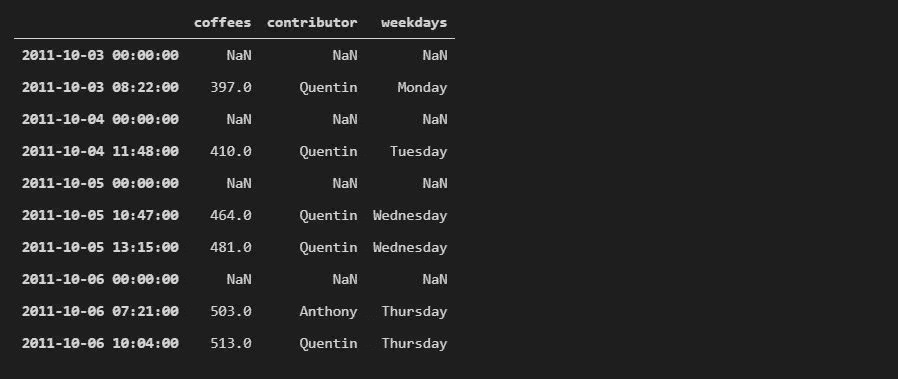 coffees contributor weekdays
2011-10-03 00:00:00 NaN NaN NaN
2011-10-03 08:22:00 397.0 Quentin Monday
2011-10-04 00:00:00 NaN NaN NaN
2011-10-04 11:48:00 410.0 Quentin Tuesday
2011-10-05 00:00:00 NaN NaN NaN
2011-10-05 10:47:00 464.0 Quentin Wednesday
2011-10-05 13:15:00 481.0 Quentin Wednesday
2011-10-06 00:00:00 NaN NaN NaN
2011-10-06 07:21:00 503.0 Anthony Thursday
2011-10-06 10:04:00 513.0 Quentin Thursday